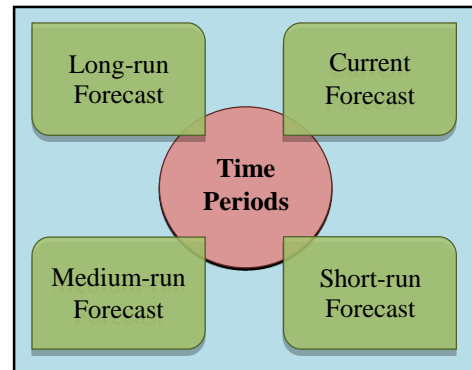 Long-run
Forecast
Current
Forecast
Time
Periods
Medium-run
Forecast
Short-run
Forecast